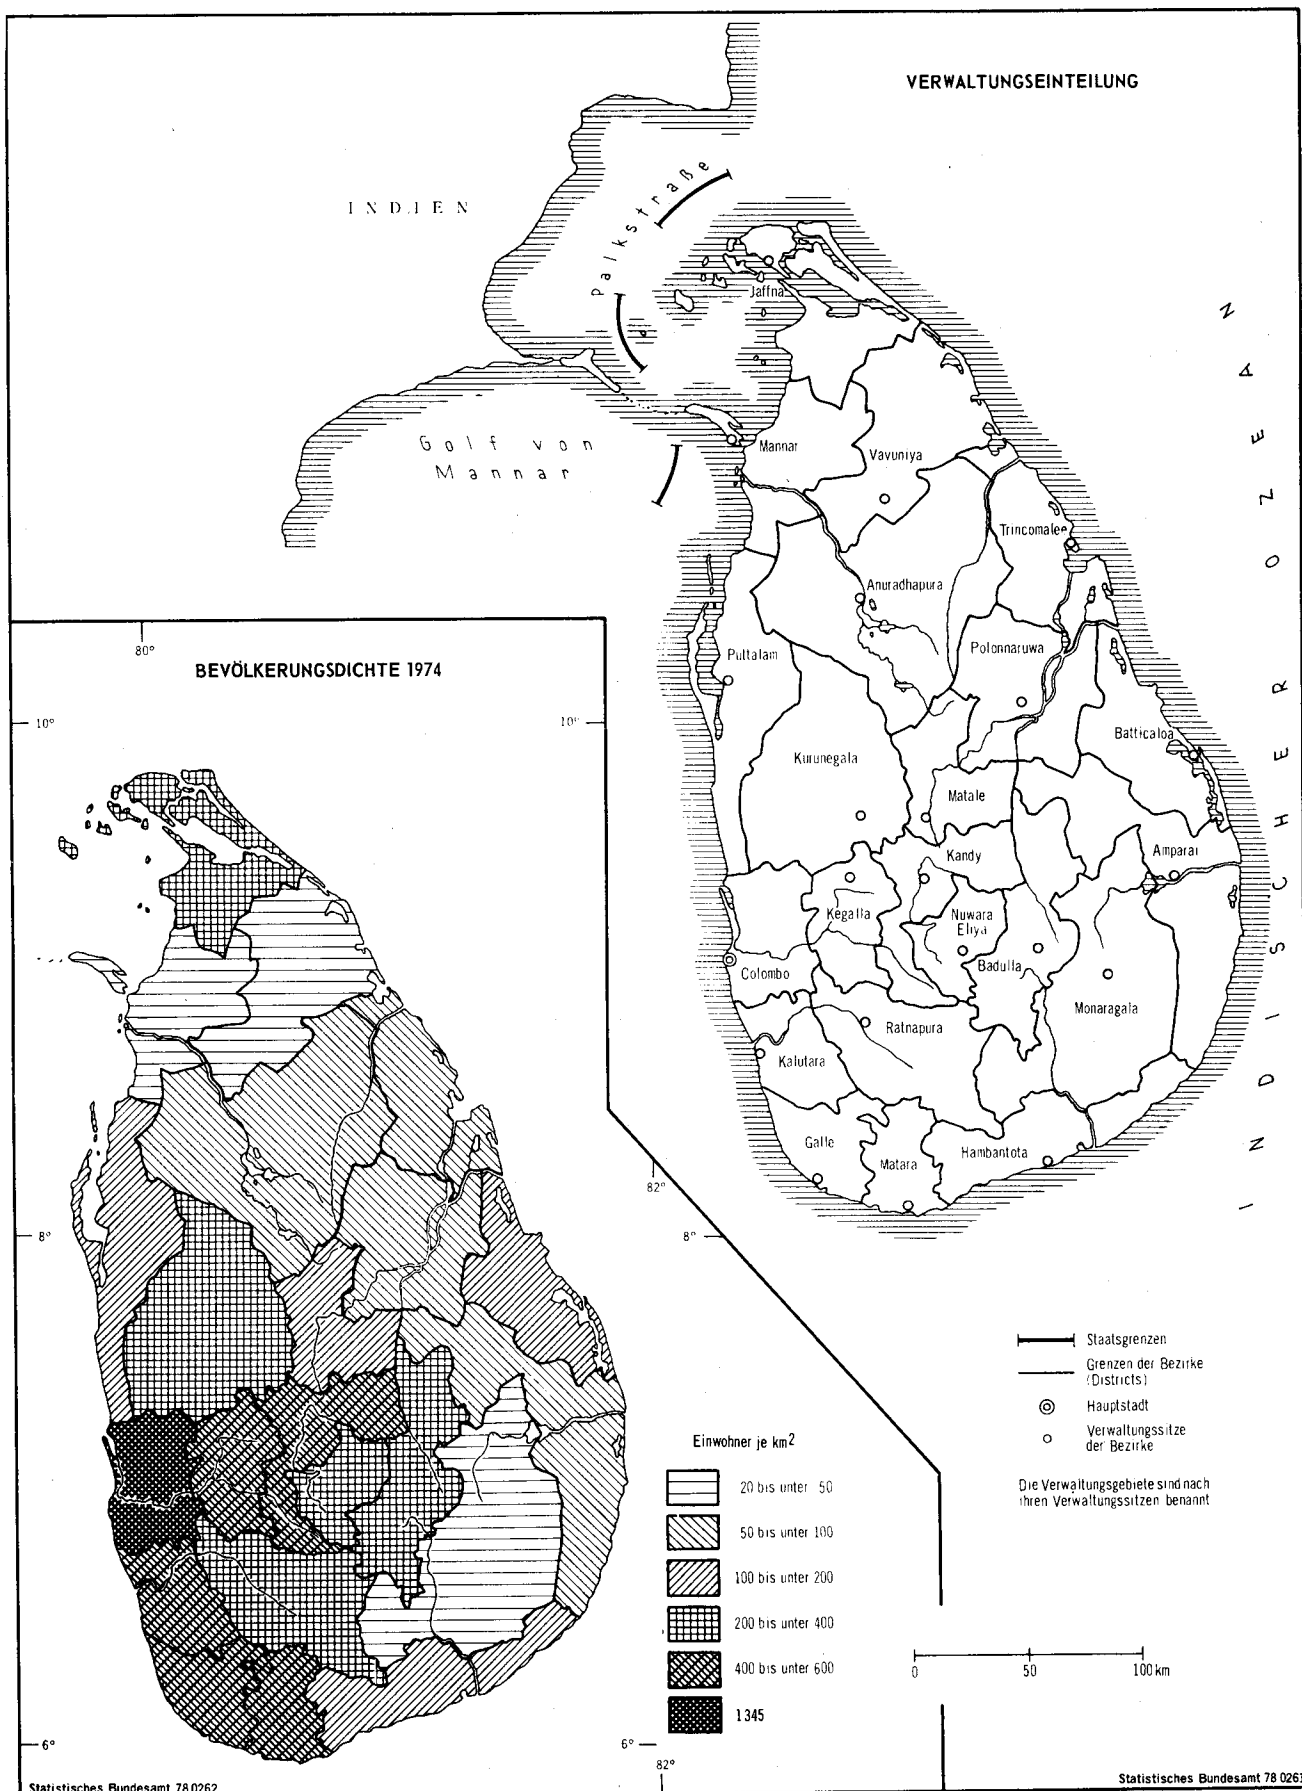 VERWALTUNGSEINTEILUNG
INDIEN
Palkstraße
Jaffna
Golf von
Mannar
Mannar
Vavuniya
Trincomalee
Anuradhapura
Puttalam
Polonnaruwa
Batticaloa
Kurunegala
Matale
Kandy
Amparai
Kegalla
Nuwara
Eliya
Colombo
Badulla
Monaragala
Ratnapura
Kalutara
Galle
Matara
Hambantota
INDISCHER OZEAN
BEVÖLKERUNGSDICHTE 1974
80°
10°
10°
82°
8°
8°
6°
6°
82°
Einwohner je km²
20 bis unter 50
50 bis unter 100
100 bis unter 200
200 bis unter 400
400 bis unter 600
1345
Staatsgrenzen
Grenzen der Bezirke
(Districts)
Hauptstadt
Verwaltungssitze
der Bezirke
Die Verwaltungsgebiete sind nach
ihren Verwaltungssitzen benannt
0 50 100 km
Statistisches Bundesamt 78 0262
Statistisches Bundesamt 78 0261